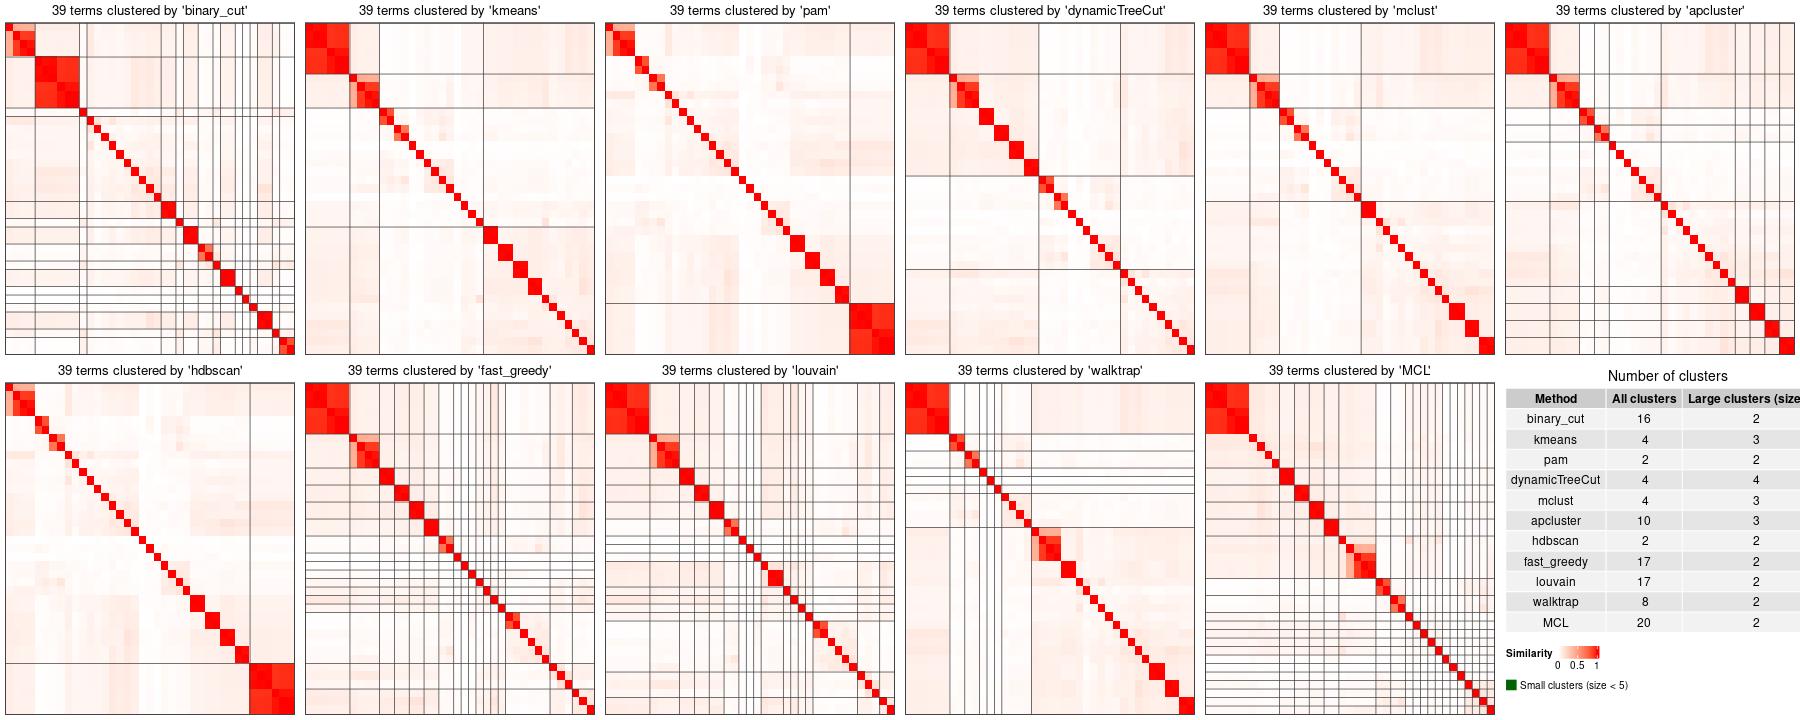 39 terms clustered by 'binary_cut'
39 terms clustered by 'kmeans'
39 terms clustered by 'pam'
39 terms clustered by 'dynamicTreeCut'
39 terms clustered by 'mclust'
39 terms clustered by 'apcluster'
39 terms clustered by 'hdbscan'
39 terms clustered by 'fast_greedy'
39 terms clustered by 'louvain'
39 terms clustered by 'walktrap'
39 terms clustered by 'MCL'
Number of clusters
Method All clusters Large clusters (size
binary_cut 16 2
kmeans 4 3
pam 2 2
dynamicTreeCut 4 4
mclust 4 3
apcluster 10 3
hdbscan 2 2
fast_greedy 17 2
louvain 17 2
walktrap 8 2
MCL 20 2
Similarity
0 0.5 1
Small clusters (size < 5)